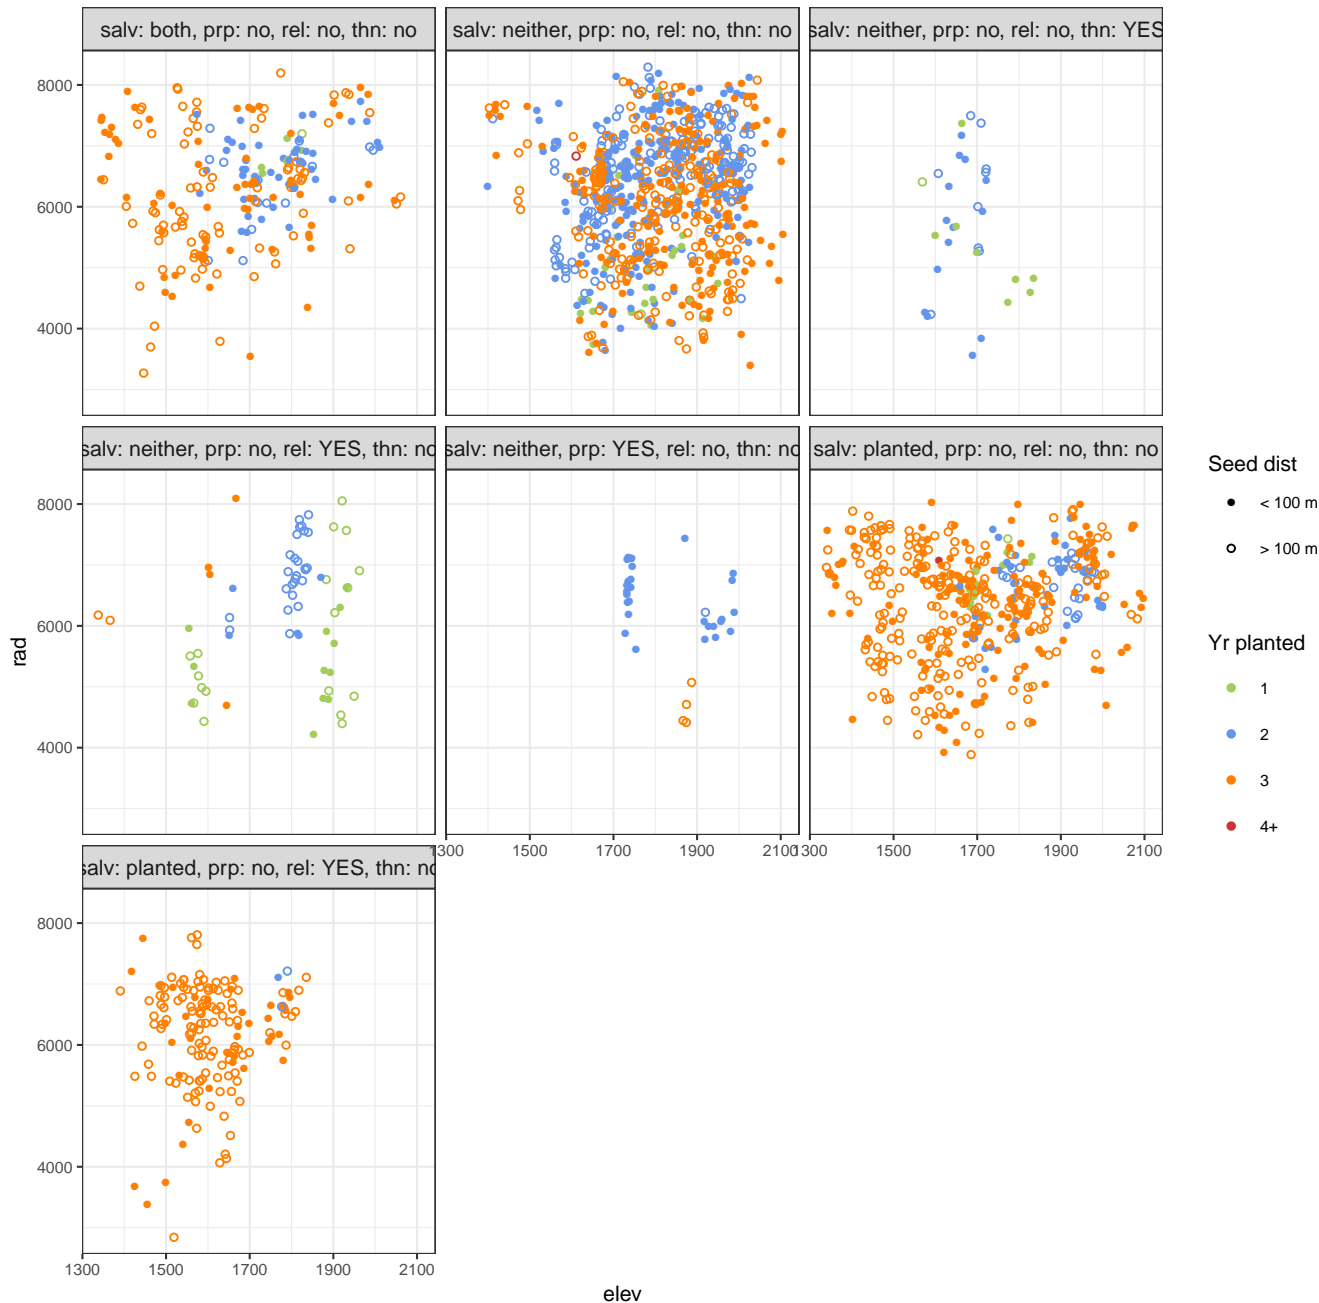 salv: both, prp: no, rel: no, thn: no
salv: neither, prp: no, rel: no, thn: no
salv: neither, prp: no, rel: no, thn: YES
8000
6000
4000
salv: neither, prp: no, rel: YES, thn: no
salv: neither, prp: YES, rel: no, thn: no
salv: planted, prp: no, rel: no, thn: no
8000
6000
4000
1300
1500
1700
1900
2100
1300
1500
1700
1900
2100
salv: planted, prp: no, rel: YES, thn: no
8000
6000
4000
1300
1500
1700
1900
2100
elev
rad
Seed dist
< 100 m
> 100 m
Yr planted
1
2
3
4+